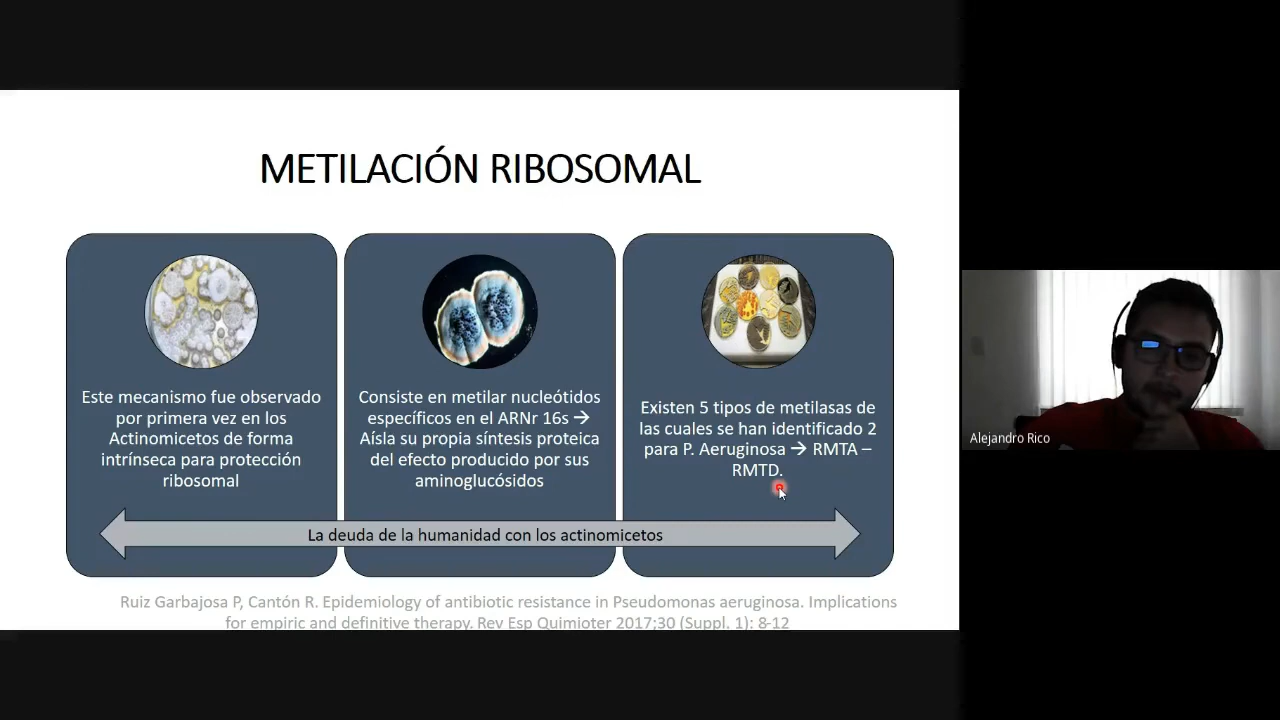 METILACIÓN RIBOSOMAL
Este mecanismo fue observado
por primera vez en los
Actinomicetos de forma
intrínseca para protección
ribosomal
Consiste en metilar nucleótidos
específicos en el ARNr 16s →
Aísla su propia síntesis proteica
del efecto producido por sus
aminoglucósidos
Existen 5 tipos de metilasas de
las cuales se han identificado 2
para P. Aeruginosa → RMTA –
RMTD.
La deuda de la humanidad con los actinomicetos
Ruiz Garbajosa P, Cantón R. Epidemiology of antibiotic resistance in Pseudomonas aeruginosa. Implications
for empiric and definitive therapy. Rev Esp Quimioter 2017;30 (Suppl. 1): 8-12
Alejandro Rico